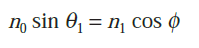 n₀ sin θ₁ = n₁ cos ϕ